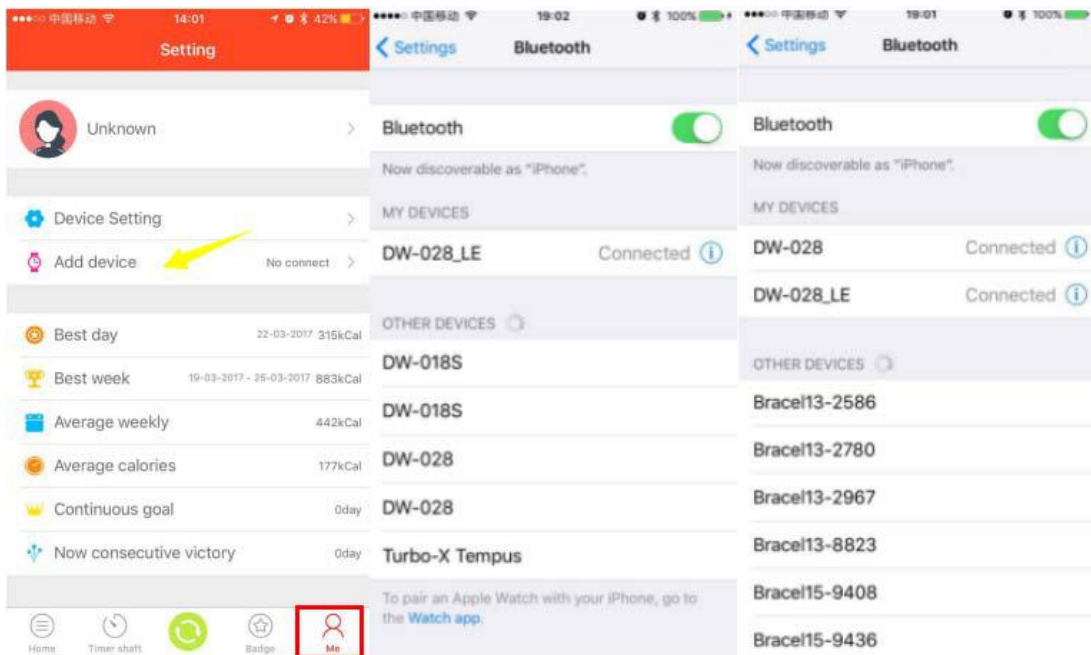 中国移动 14:01 42%
Setting
Unknown
Device Setting
Add device No connect
Best day 22-03-2017 315kCal
Best week 19-03-2017 - 25-03-2017 883kCal
Average weekly 442kCal
Average calories 177kCal
Continuous goal 0day
Now consecutive victory 0day
Home Timer shaft Badge Me
中国移动 19:02 100%
Settings Bluetooth
Bluetooth
Now discoverable as "iPhone".
MY DEVICES
DW-028_LE Connected
OTHER DEVICES
DW-018S
DW-018S
DW-028
DW-028
Turbo-X Tempus
To pair an Apple Watch with your iPhone, go to
the Watch app.
中国移动 19:01 100%
Settings Bluetooth
Bluetooth
Now discoverable as "iPhone".
MY DEVICES
DW-028 Connected
DW-028_LE Connected
OTHER DEVICES
Bracel13-2586
Bracel13-2780
Bracel13-2967
Bracel13-8823
Bracel15-9408
Bracel15-9436